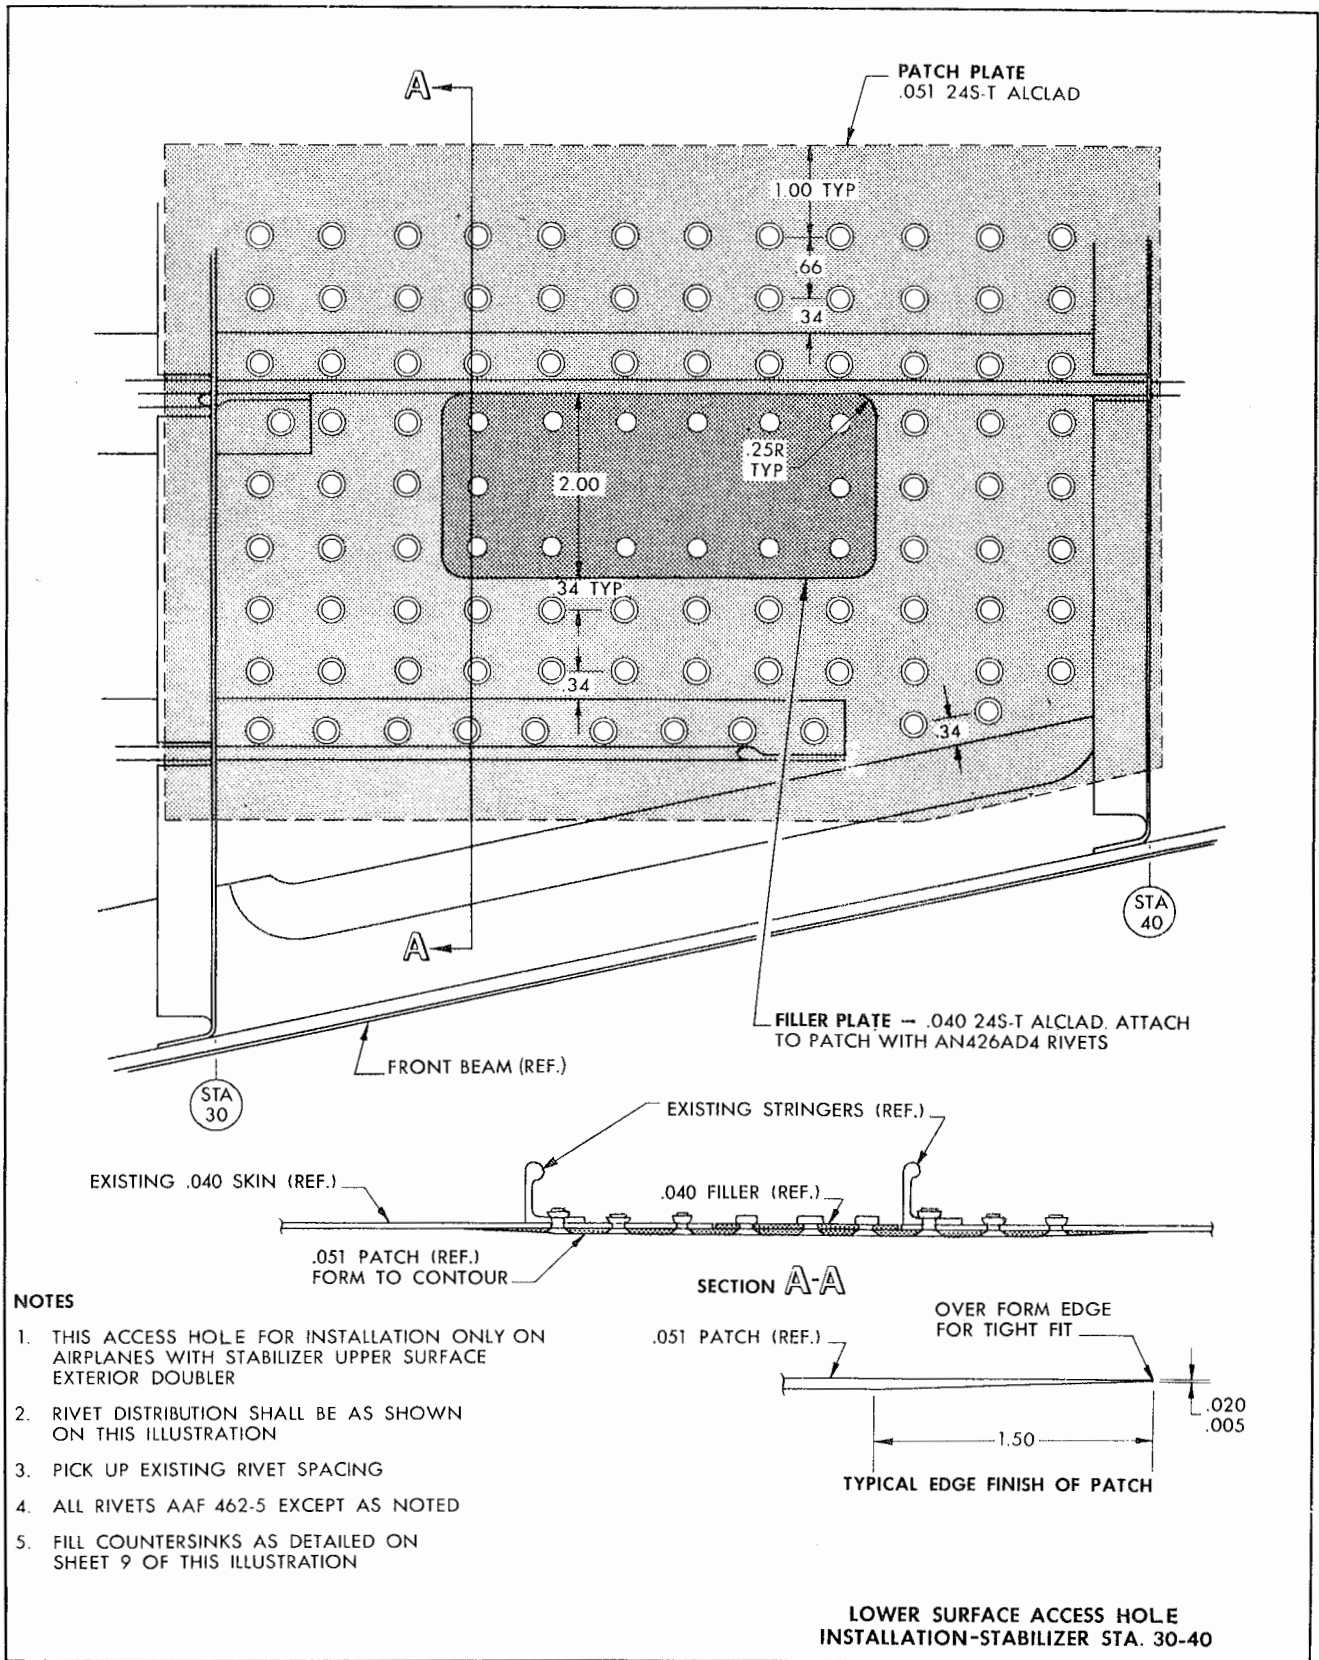 A
PATCH PLATE
.051 24S-T ALCLAD
1.00 TYP
.66
.34
.25R
TYP
2.00
.34 TYP
.34
.34
A
STA
40
FILLER PLATE – .040 24S-T ALCLAD. ATTACH
TO PATCH WITH AN426AD4 RIVETS
FRONT BEAM (REF.)
STA
30
EXISTING STRINGERS (REF.)
EXISTING .040 SKIN (REF.)
.040 FILLER (REF.)
.051 PATCH (REF.)
FORM TO CONTOUR
SECTION A-A
NOTES
1. THIS ACCESS HOLE FOR INSTALLATION ONLY ON
AIRPLANES WITH STABILIZER UPPER SURFACE
EXTERIOR DOUBLER
2. RIVET DISTRIBUTION SHALL BE AS SHOWN
ON THIS ILLUSTRATION
3. PICK UP EXISTING RIVET SPACING
4. ALL RIVETS AAF 462-5 EXCEPT AS NOTED
5. FILL COUNTERSINKS AS DETAILED ON
SHEET 9 OF THIS ILLUSTRATION
OVER FORM EDGE
FOR TIGHT FIT
.051 PATCH (REF.)
.020
.005
1.50
TYPICAL EDGE FINISH OF PATCH
LOWER SURFACE ACCESS HOLE
INSTALLATION-STABILIZER STA. 30-40